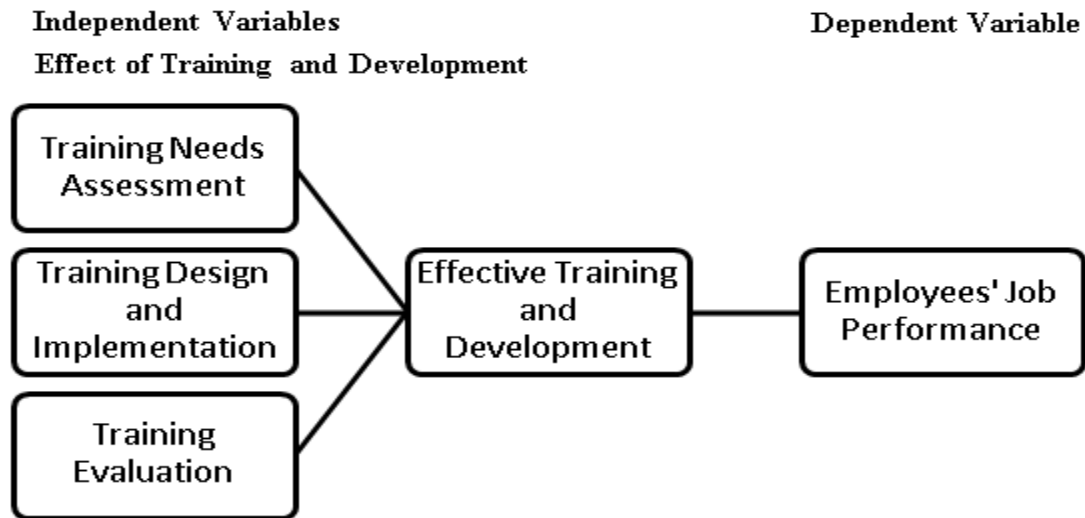 Independent Variables
Dependent Variable
Effect of Training and Development
Training Needs
Assessment
Training Design
and
Implementation
Training
Evaluation
Effective Training
and
Development
Employees' Job
Performance